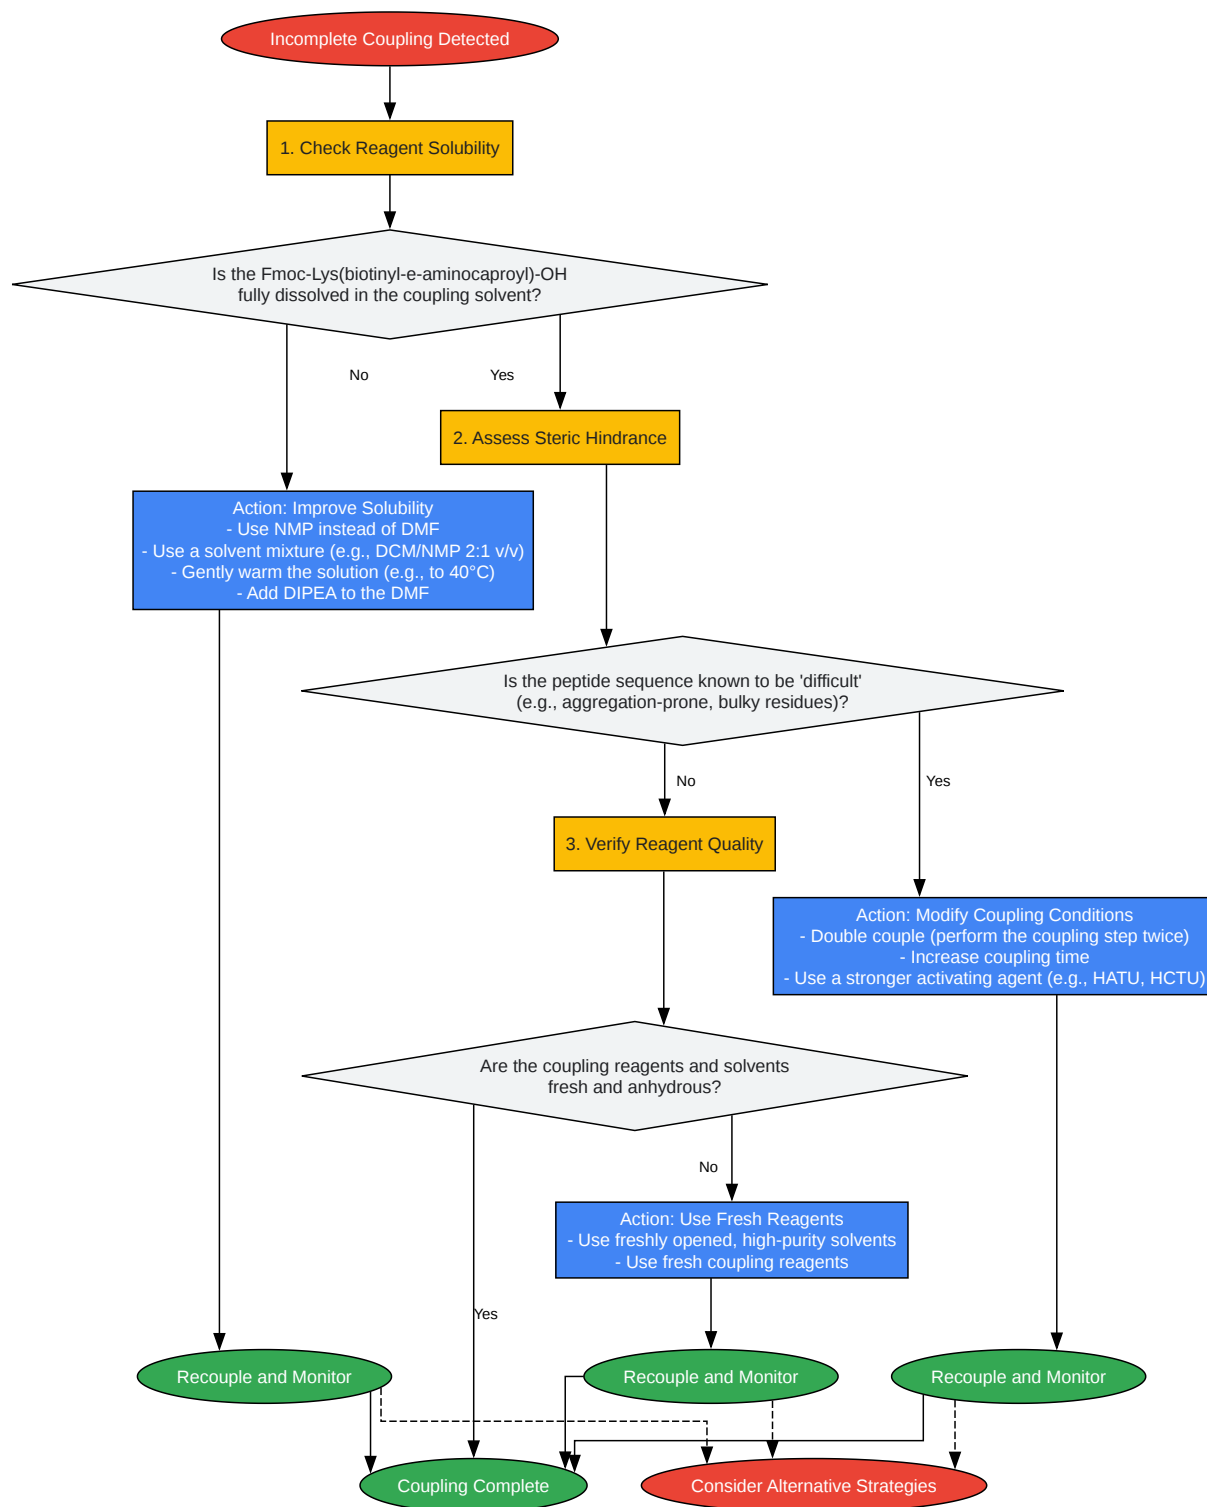 Incomplete Coupling Detected
1. Check Reagent Solubility
Is the Fmoc-Lys(biotinyl-e-aminocaproyl)-OH
fully dissolved in the coupling solvent?
No
Yes
2. Assess Steric Hindrance
Action: Improve Solubility
- Use NMP instead of DMF
- Use a solvent mixture (e.g., DCM/NMP 2:1 v/v)
- Gently warm the solution (e.g., to 40°C)
- Add DIPEA to the DMF
Is the peptide sequence known to be 'difficult'
(e.g., aggregation-prone, bulky residues)?
No
Yes
3. Verify Reagent Quality
Action: Modify Coupling Conditions
- Double couple (perform the coupling step twice)
- Increase coupling time
- Use a stronger activating agent (e.g., HATU, HCTU)
Are the coupling reagents and solvents
fresh and anhydrous?
No
Action: Use Fresh Reagents
- Use freshly opened, high-purity solvents
- Use fresh coupling reagents
Yes
Recouple and Monitor
Recouple and Monitor
Recouple and Monitor
Coupling Complete
Consider Alternative Strategies